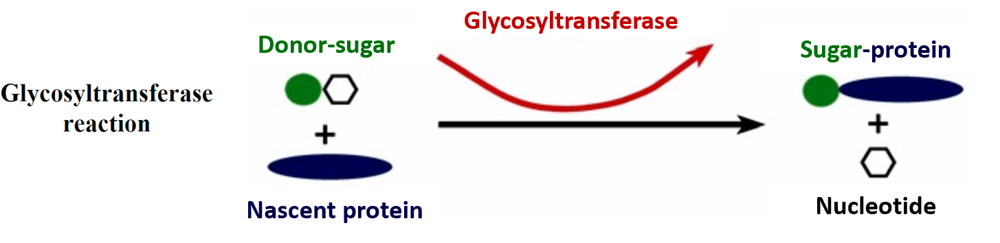 Glycosyltransferase
reaction
Donor-sugar
+
Nascent protein
Glycosyltransferase
Sugar-protein
+
Nucleotide